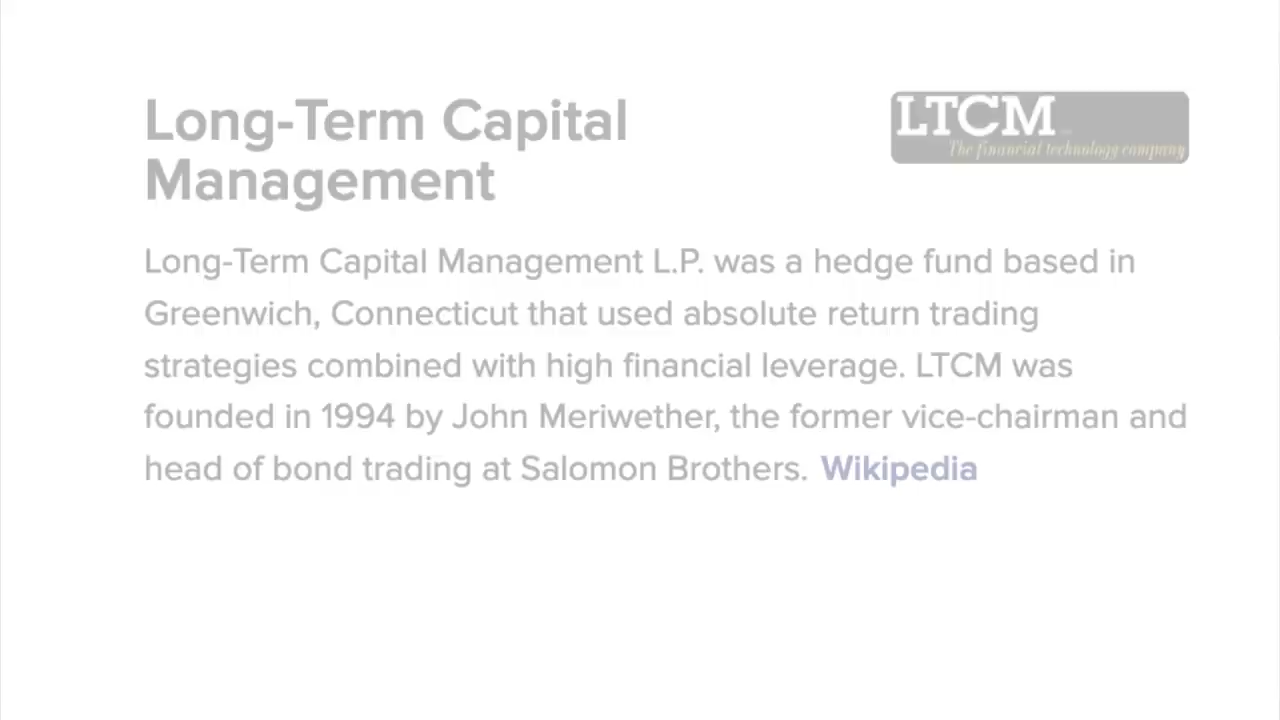 Long-Term Capital
Management
LTCM
The financial technology company
Long-Term Capital Management L.P. was a hedge fund based in
Greenwich, Connecticut that used absolute return trading
strategies combined with high financial leverage. LTCM was
founded in 1994 by John Meriwether, the former vice-chairman and
head of bond trading at Salomon Brothers. Wikipedia